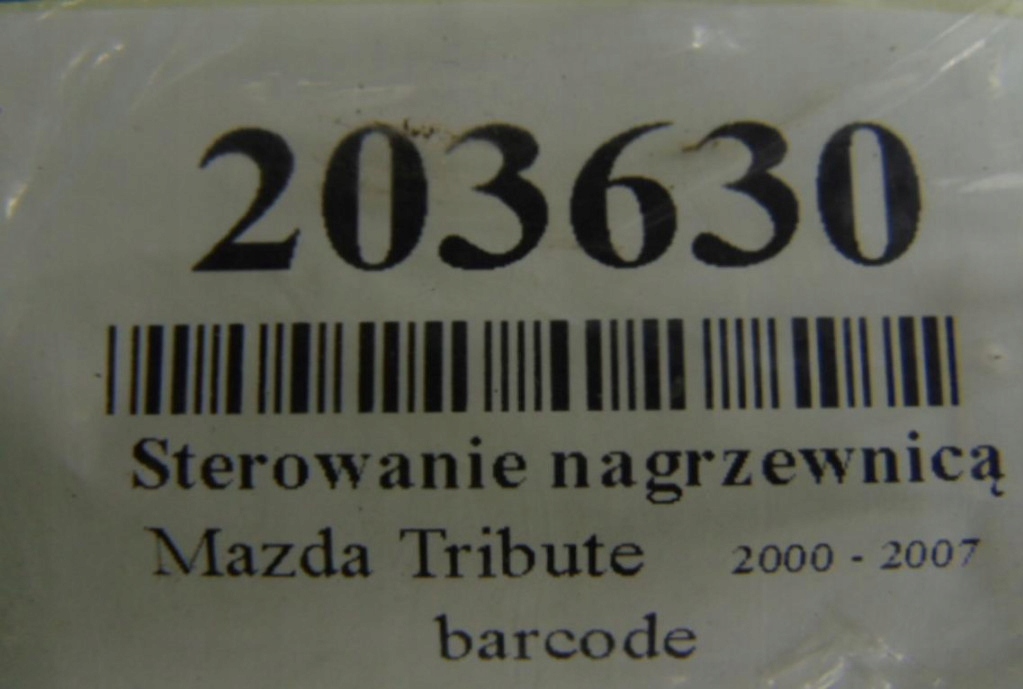 203630
Sterowanie nagrzewnicą
Mazda Tribute 2000 - 2007
barcode